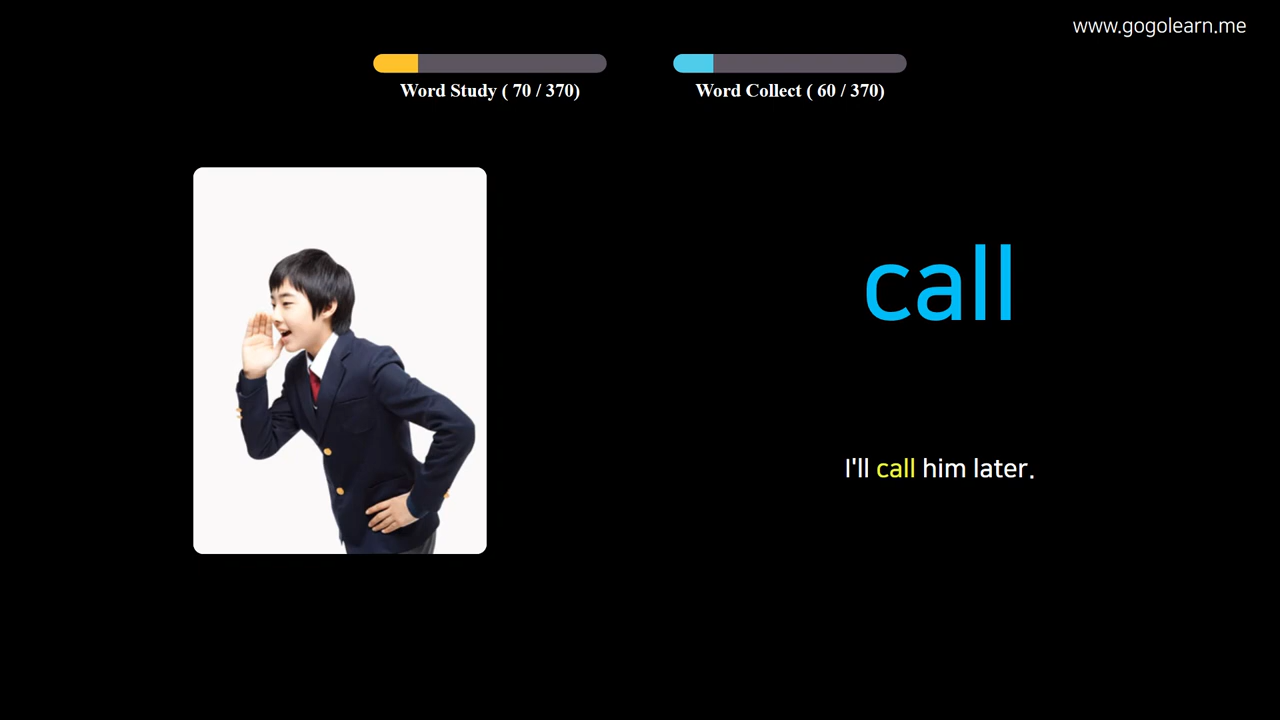 www.gogolearn.me
Word Study ( 70 / 370)
Word Collect ( 60 / 370)
call
I'll call him later.